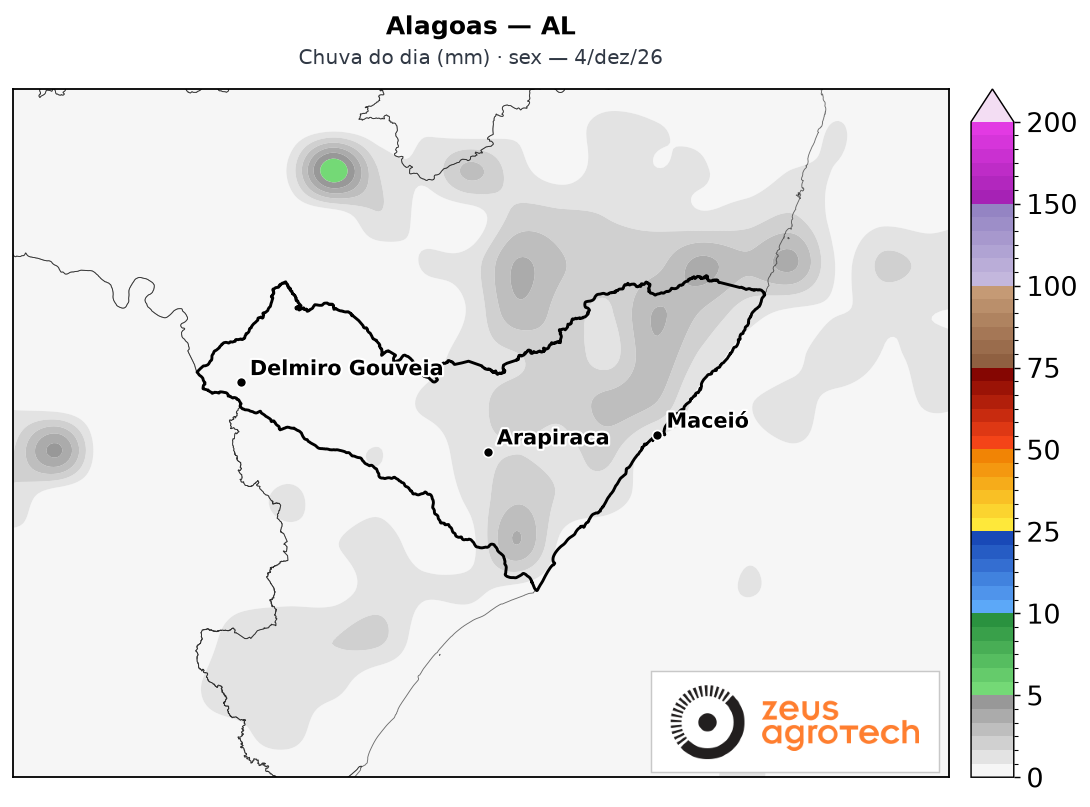 Alagoas — AL
Chuva do dia (mm) · sex — 4/dez/26
200
150
100
75
50
25
10
5
0
Delmiro Gouveia
Maceió
Arapiraca
zeus
agrotech